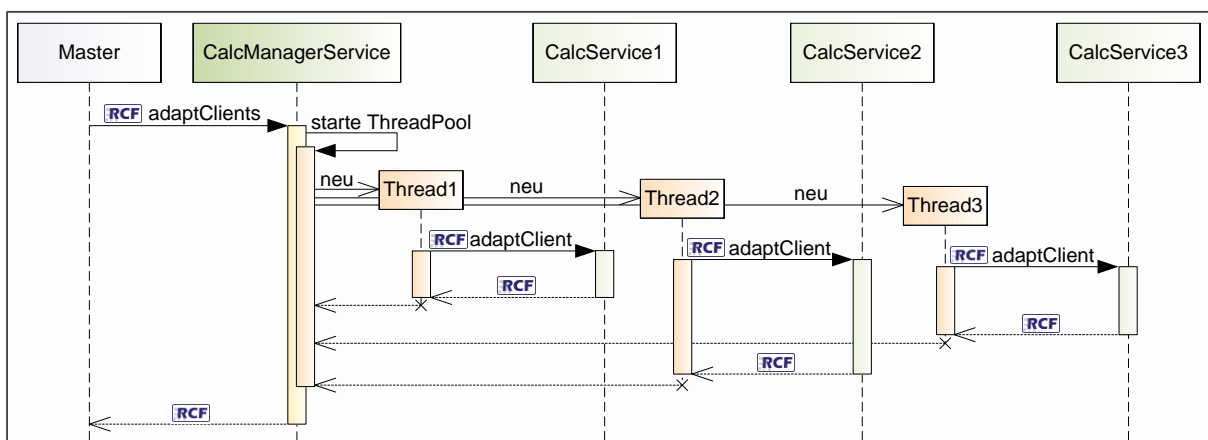 Master
CalcManagerService
CalcService1
CalcService2
CalcService3
RCF adaptClients
starte ThreadPool
neu
Thread1
neu
Thread2
neu
Thread3
RCF adaptClient
RCF adaptClient
RCF adaptClient
RCF
RCF
RCF
RCF